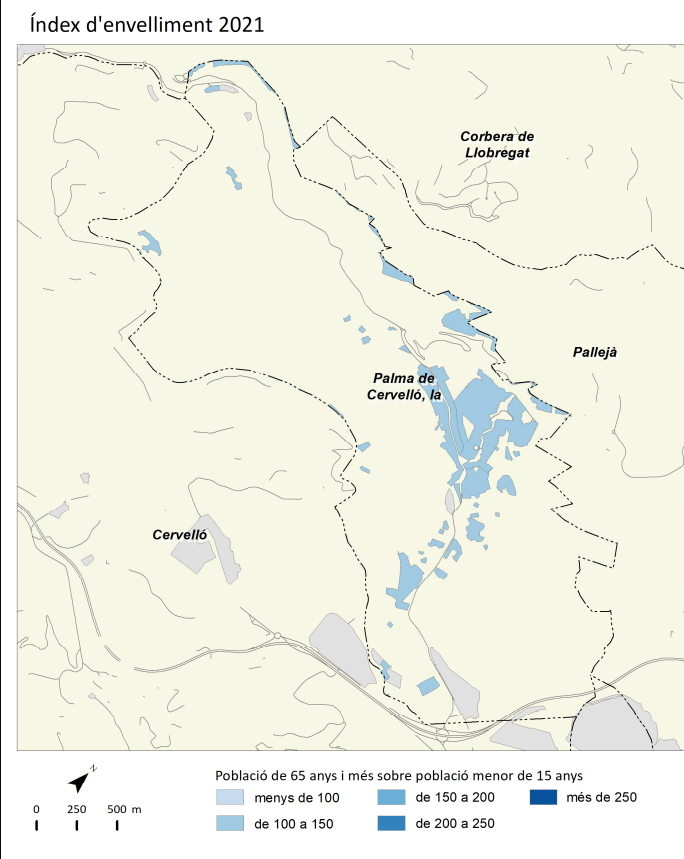 Índex d'envelliment 2021
Corbera de
Llobregat
Pallejà
Palma de
Cervelló, la
Cervelló
N
0 250 500 m
Població de 65 anys i més sobre població menor de 15 anys
menys de 100
de 150 a 200
més de 250
de 100 a 150
de 200 a 250